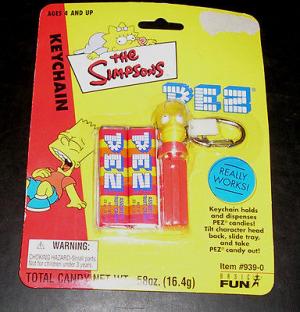 AGES 4 AND UP
KEYCHAIN
THE
SIMPSONS
PEZ
PEZ
PEZ
REALLY
WORKS!
Keychain holds
and dispenses
PEZ candies!
Tilt character head
back, slide tray,
and take
PEZ candy out!
WARNING:
CHOKING HAZARD-Small parts.
Not for children under 3 years.
TOTAL CANDY NET WT. .58oz. (16.4g)
Item #939-0
BASIC
FUN